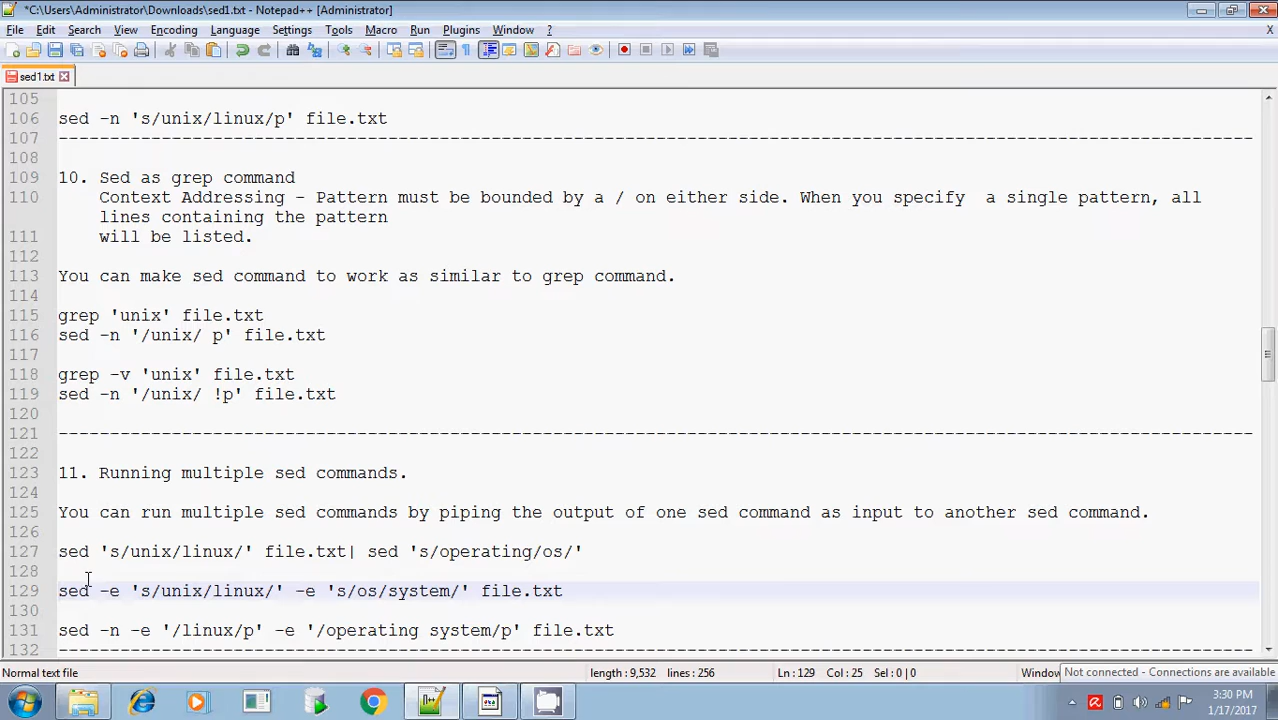 *C:\Users\Administrator\Downloads\sed1.txt - Notepad++ [Administrator]
File Edit Search View Encoding Language Settings Tools Macro Run Plugins Window ? X
sed1.txt
105
106 sed -n 's/unix/linux/p' file.txt
107 --------------------------------------------------------------------------------------------------------------------
108
109 10. Sed as grep command
110 Context Addressing - Pattern must be bounded by a / on either side. When you specify  a single pattern, all
lines containing the pattern
111 will be listed.
112
113 You can make sed command to work as similar to grep command.
114
115 grep 'unix' file.txt
116 sed -n '/unix/ p' file.txt
117
118 grep -v 'unix' file.txt
119 sed -n '/unix/ !p' file.txt
120
121 --------------------------------------------------------------------------------------------------------------------
122
123 11. Running multiple sed commands.
124
125 You can run multiple sed commands by piping the output of one sed command as input to another sed command.
126
127 sed 's/unix/linux/' file.txt| sed 's/operating/os/'
128
129 sed -e 's/unix/linux/' -e 's/os/system/' file.txt
130
131 sed -n -e '/linux/p' -e '/operating system/p' file.txt
132 --------------------------------------------------------------------------------------------------------------------
Normal text file length : 9,532 lines : 256 Ln : 129 Col : 25 Sel : 0 | 0 Window Not connected - Connections are available
3:30 PM
1/17/2017